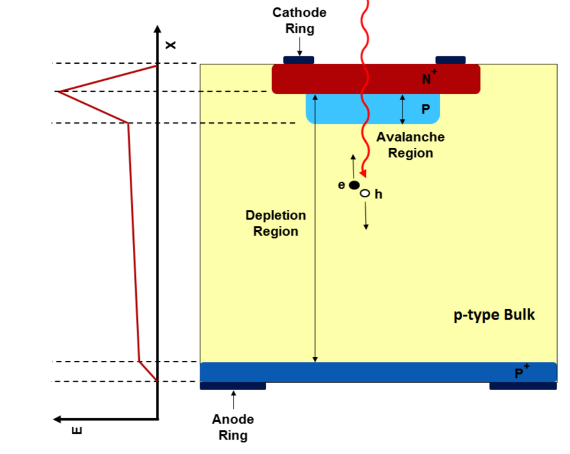 Cathode
Ring
X
N+
P
Avalanche
Region
e
h
Depletion
Region
p-type Bulk
P+
E
Anode
Ring